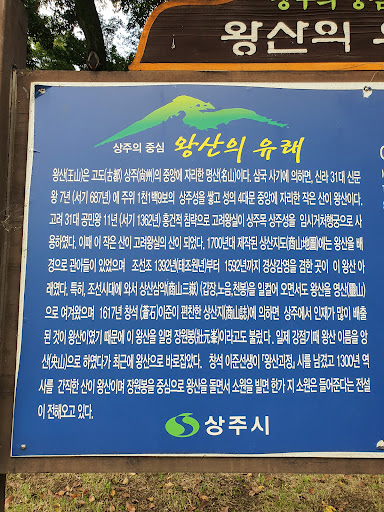 상주의 중심
왕산의 유
상주의 중심 왕산의 유래
왕산(王山)은 고도(古都) 상주(尙州)의 중앙에 자리한 명산(名山)이다. 삼국 사기에 의하면, 신라 31대 신문
왕 7년 (서기 687년) 에 주위 1천1백9보의 상주성을 쌓고 성의 4대문 중앙에 자리한 작은 산이 왕산이다.
고려 31대 공민왕 11년 (서기 1362년) 홍건적 침략으로 고려왕실이 상주목 상주성을 임시거처행궁으로 사
용하였다, 이때 이 작은 산이 고려왕실의 산이 되었다. 1700년대 제작된 상산지도(商山地圖)에는 왕산을 배
경으로 관아들이 있었으며 조선조 1392년(태조원년)부터 1592년까지 경상감영을 겸한 곳이 이 왕산 아
래였다. 특히, 조선시대에 와서 상산삼악(商山三嶽) (갑장,노음,천봉)을 일컬어 오면서도 왕산을 영산(靈山)
으로 여겨왔으며 1617년 창석 (蒼石)이준이 편찬한 상산지(商山誌)에 의하면 상주에서 인재가 많이 배출
된 것이 왕산이었기 때문에 이 왕산을 일명 장원봉(壯元峯)이라고도 불렀다 . 일제 강점기때 왕산 이름을 앙
산(央山)으로 하였다가 최근에 왕산으로 바로잡았다. 창석 이준선생이 「왕산고정」 시를 남겼고 1300년 역
사를 간직한 산이 왕산이며 장원봉을 중심으로 왕산을 돌면서 소원을 빌면 한가 지 소원은 들어준다는 전설
이 전해오고 있다.
상주시